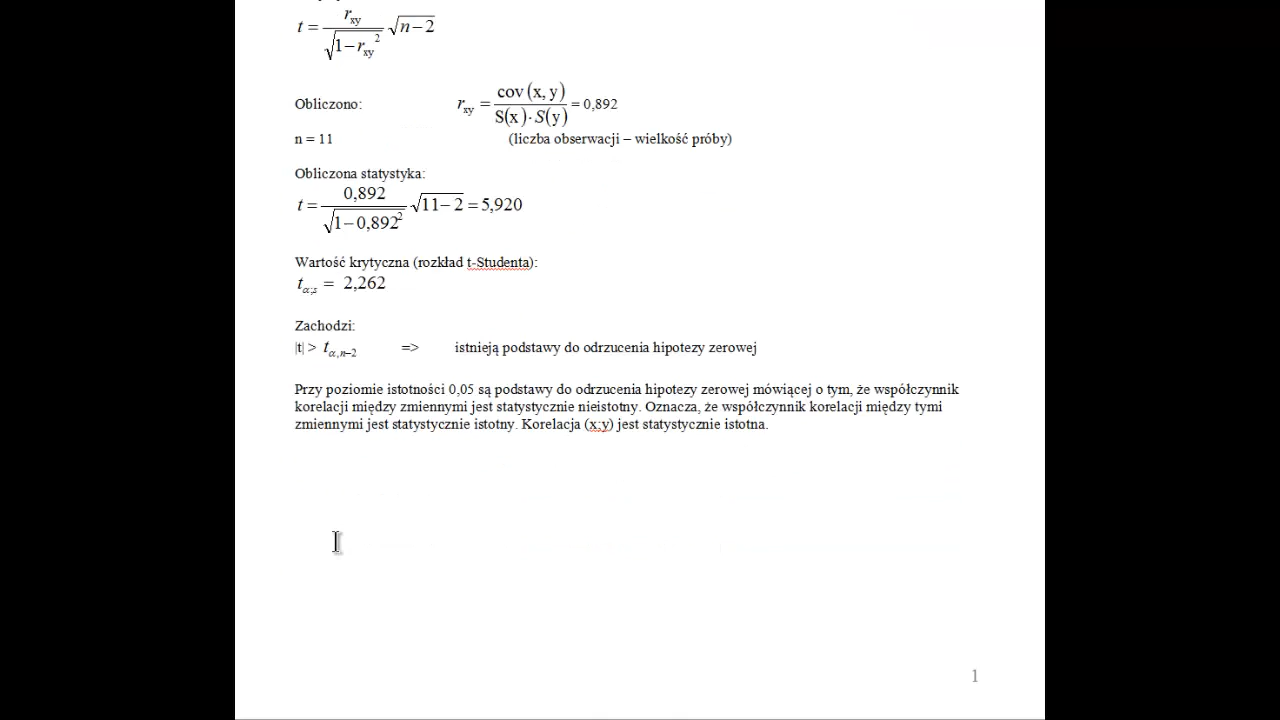 t = r_xy / √(1 − r_xy²) √(n − 2)
Obliczono: r_xy = cov(x, y) / S(x) · S(y) = 0,892
n = 11 (liczba obserwacji – wielkość próby)
Obliczona statystyka:
t = 0,892 / √(1 − 0,892²) √(11 − 2) = 5,920
Wartość krytyczna (rozkład t-Studenta):
t_α;s = 2,262
Zachodzi:
|t| > t_α,n−2 => istnieją podstawy do odrzucenia hipotezy zerowej
Przy poziomie istotności 0,05 są podstawy do odrzucenia hipotezy zerowej mówiącej o tym, że współczynnik
korelacji między zmiennymi jest statystycznie nieistotny. Oznacza, że współczynnik korelacji między tymi
zmiennymi jest statystycznie istotny. Korelacja (x;y) jest statystycznie istotna.
1